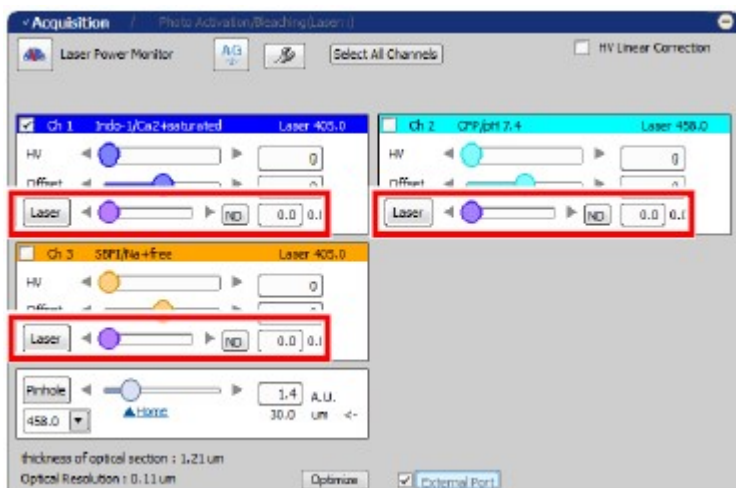 Acquisition / Photo Activation/Bleaching(Laser:)
Laser Power Monitor AG Select All Channels HV Linear Correction
Ch 1 Indo-1/Ca2+saturated Laser 405.0
HV 0
Offset
Laser ND 0.0
Ch 2 CFP/pH 7.4 Laser 458.0
HV 0
Offset
Laser ND 0.0
Ch 3 SBFI/Na+free Laser 405.0
HV 0
Offset
Laser ND 0.0
Pinhole 1.4 A.U.
458.0 Home 30.0 um <-
thickness of optical section : 1.21 um
Optical Resolution : 0.11 um Optimize External Port